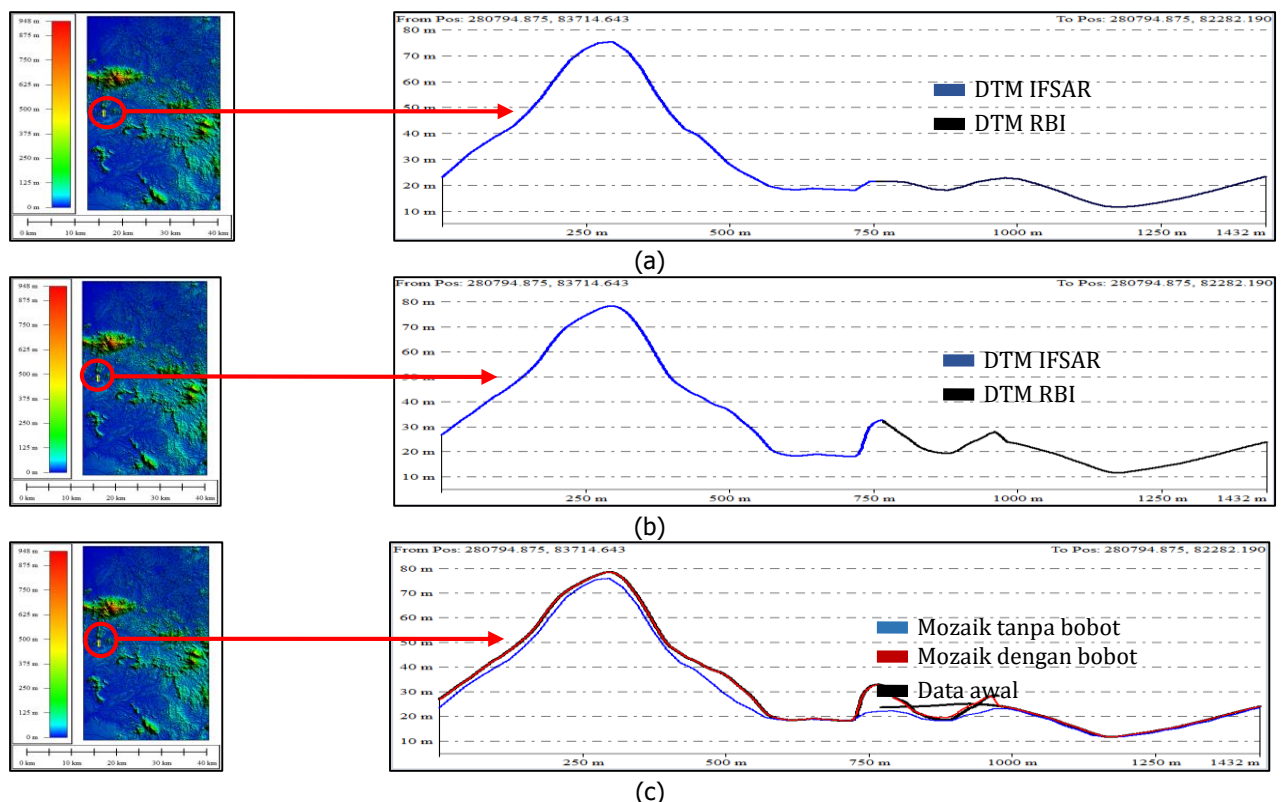 948 m
875 m
750 m
625 m
500 m
375 m
250 m
125 m
0 m
0 km 10 km 20 km 30 km 40 km
From Pos: 280794.875, 83714.643 To Pos: 280794.875, 82282.190
80 m
70 m
60 m
50 m
40 m
30 m
20 m
10 m
DTM IFSAR
DTM RBI
250 m 500 m 750 m 1000 m 1250 m 1432 m
(a)
948 m
875 m
750 m
625 m
500 m
375 m
250 m
125 m
0 m
0 km 10 km 20 km 30 km 40 km
From Pos: 280794.875, 83714.643 To Pos: 280794.875, 82282.190
80 m
70 m
60 m
50 m
40 m
30 m
20 m
10 m
DTM IFSAR
DTM RBI
250 m 500 m 750 m 1000 m 1250 m 1432 m
(b)
948 m
875 m
750 m
625 m
500 m
375 m
250 m
125 m
0 m
0 km 10 km 20 km 30 km 40 km
From Pos: 280794.875, 83714.643 To Pos: 280794.875, 82282.190
80 m
70 m
60 m
50 m
40 m
30 m
20 m
10 m
Mozaik tanpa bobot
Mozaik dengan bobot
Data awal
250 m 500 m 750 m 1000 m 1250 m 1432 m
(c)